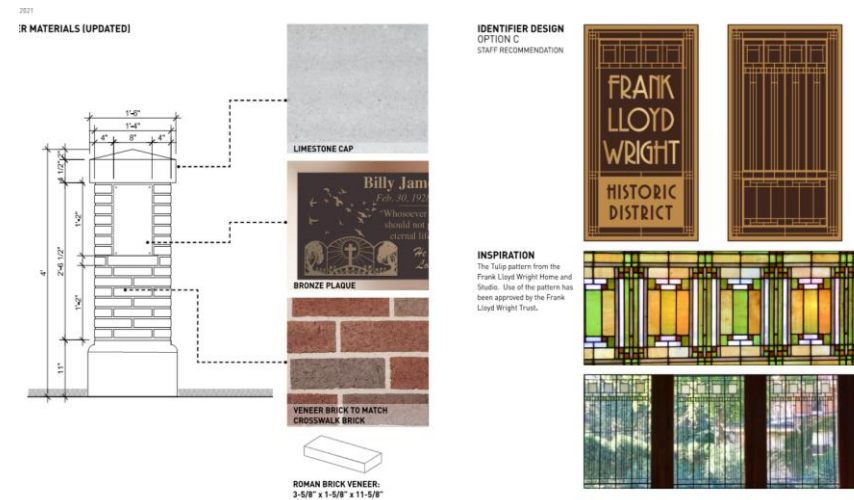 2021
ER MATERIALS (UPDATED)
1'-6"
1'-4"
4" 8" 4"
4 1/2" 2"
1'-2"
2'-6 1/2"
4'
1'-2"
11"
LIMESTONE CAP
Billy Jam
Feb. 30, 192
"Whosoever
should not
eternal lif
He
BRONZE PLAQUE
VENEER BRICK TO MATCH
CROSSWALK BRICK
ROMAN BRICK VENEER:
3-5/8" x 1-5/8" x 11-5/8"
IDENTIFIER DESIGN
OPTION C
STAFF RECOMMENDATION
FRANK
LLOYD
WRIGHT
HISTORIC
DISTRICT
INSPIRATION
The Tulip pattern from the
Frank Lloyd Wright Home and
Studio. Use of the pattern has
been approved by the Frank
Lloyd Wright Trust.